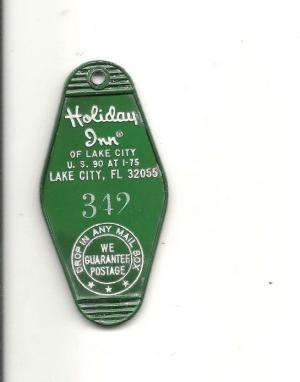 Holiday
Inn®
OF LAKE CITY
U.S. 90 AT I-75
LAKE CITY, FL 32055
342
DROP IN ANY MAIL BOX
WE
GUARANTEE
POSTAGE